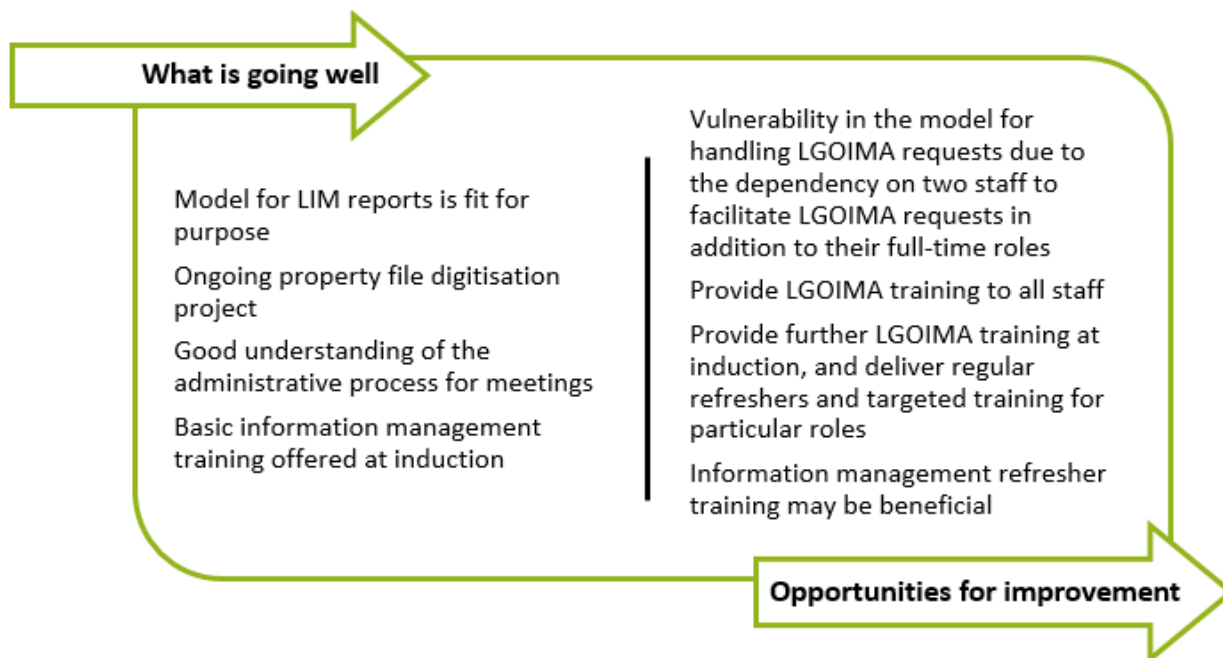 What is going well
Model for LIM reports is fit for
purpose
Ongoing property file digitisation
project
Good understanding of the
administrative process for meetings
Basic information management
training offered at induction
Vulnerability in the model for
handling LGOIMA requests due to
the dependency on two staff to
facilitate LGOIMA requests in
addition to their full-time roles
Provide LGOIMA training to all staff
Provide further LGOIMA training at
induction, and deliver regular
refreshers and targeted training for
particular roles
Information management refresher
training may be beneficial
Opportunities for improvement